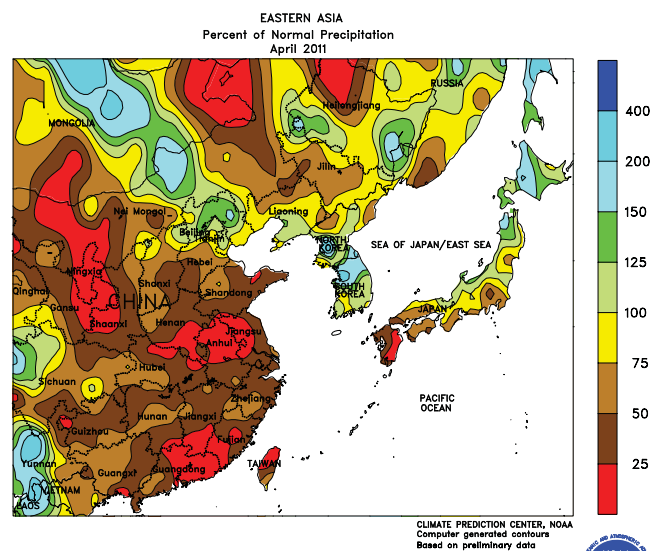 EASTERN ASIA
Percent of Normal Precipitation
April 2011
RUSSIA
Heilongjiang
MONGOLIA
Jilin
Nei Mongol
Liaoning
Beijing
Tianjin
NORTH
KOREA
SEA OF JAPAN/EAST SEA
Hebei
Ningxia
Qinghai
Shanxi
Shandong
SOUTH
KOREA
CHINA
Gansu
JAPAN
Shaanxi
Henan
Jiangsu
Anhui
Hubei
Sichuan
Zhejiang
PACIFIC
OCEAN
Hunan
Jiangxi
Guizhou
Fujian
Yunnan
Guangxi
Guangdong
TAIWAN
VIETNAM
LAOS
400
200
150
125
100
75
50
25
CLIMATE PREDICTION CENTER, NOAA
Computer generated contours
Based on preliminary data